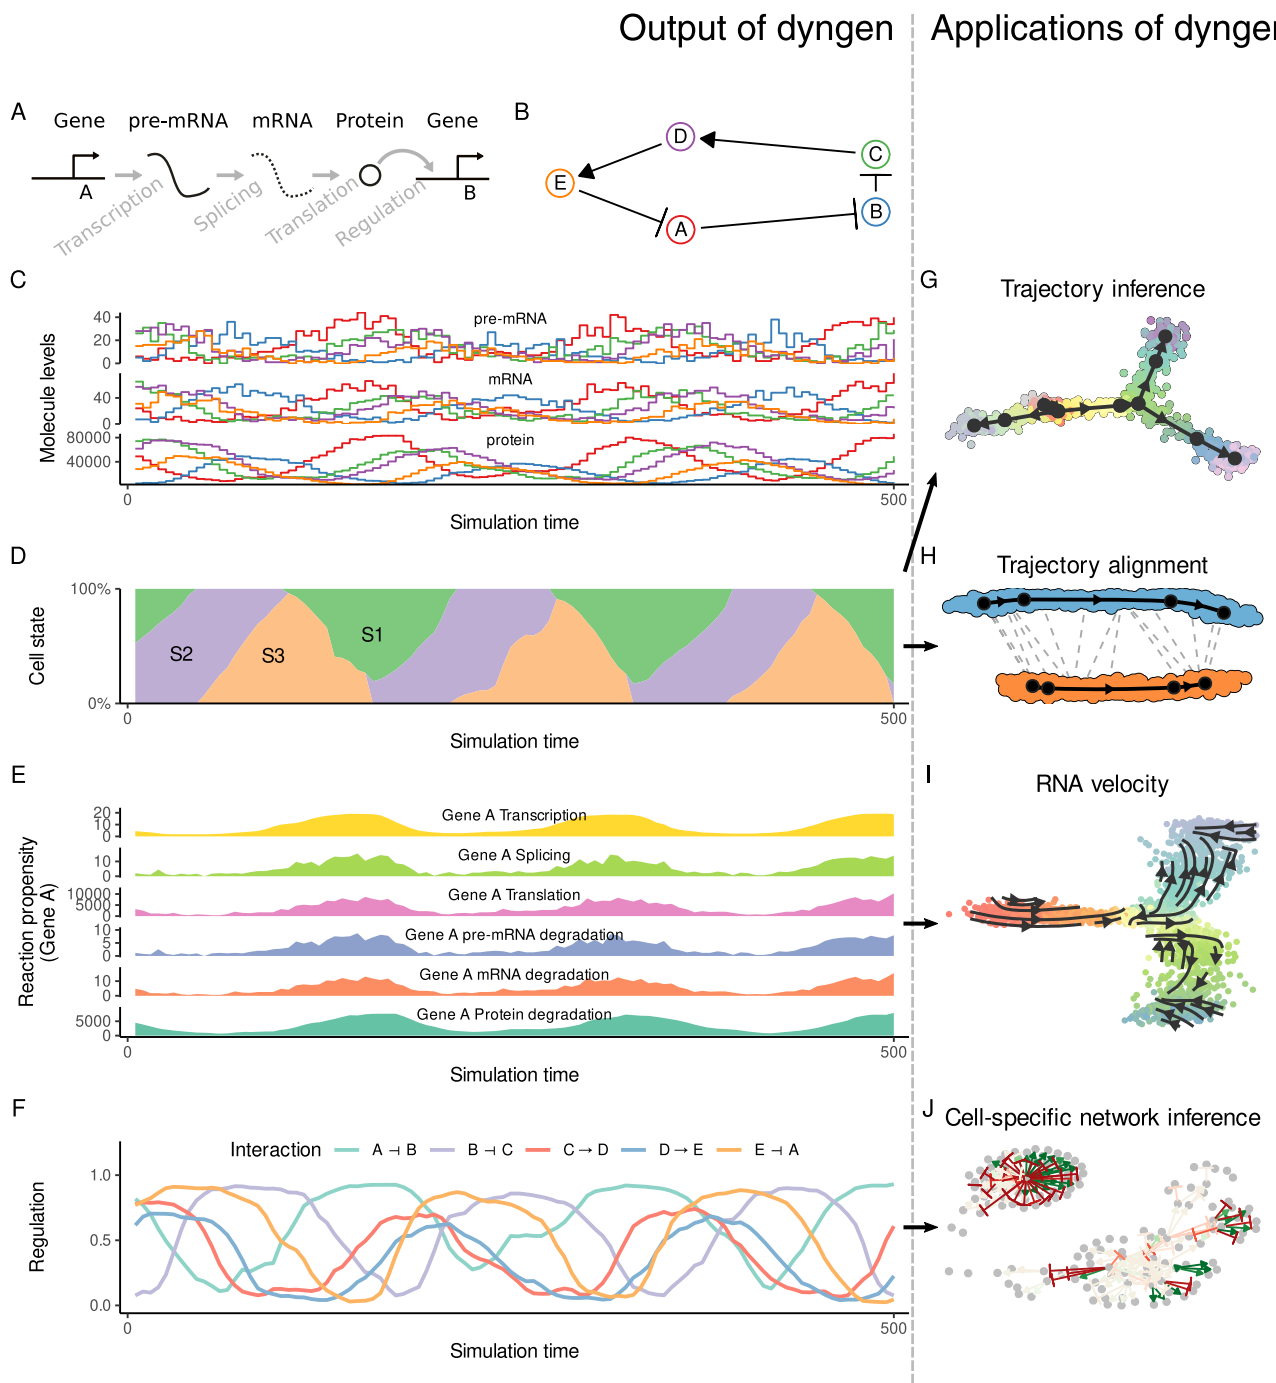 Output of dyngen
Applications of dyngen
A
Gene
pre-mRNA
mRNA
Protein
Gene
A
B
Transcription
Splicing
Translation
Regulation
B
D
C
E
A
B
C
Molecule levels
40
20
0
pre-mRNA
40
0
mRNA
80000
40000
protein
0
500
Simulation time
D
Cell state
100%
0%
S2
S3
S1
0
500
Simulation time
E
Reaction propensity
(Gene A)
20
10
0
Gene A Transcription
10
0
Gene A Splicing
10000
5000
0
Gene A Translation
10
5
0
Gene A pre-mRNA degradation
10
0
Gene A mRNA degradation
5000
0
Gene A Protein degradation
0
500
Simulation time
F
Interaction
A ⊣ B
B ⊣ C
C → D
D → E
E ⊣ A
Regulation
1.0
0.5
0.0
0
500
Simulation time
G
Trajectory inference
H
Trajectory alignment
I
RNA velocity
J
Cell-specific network inference